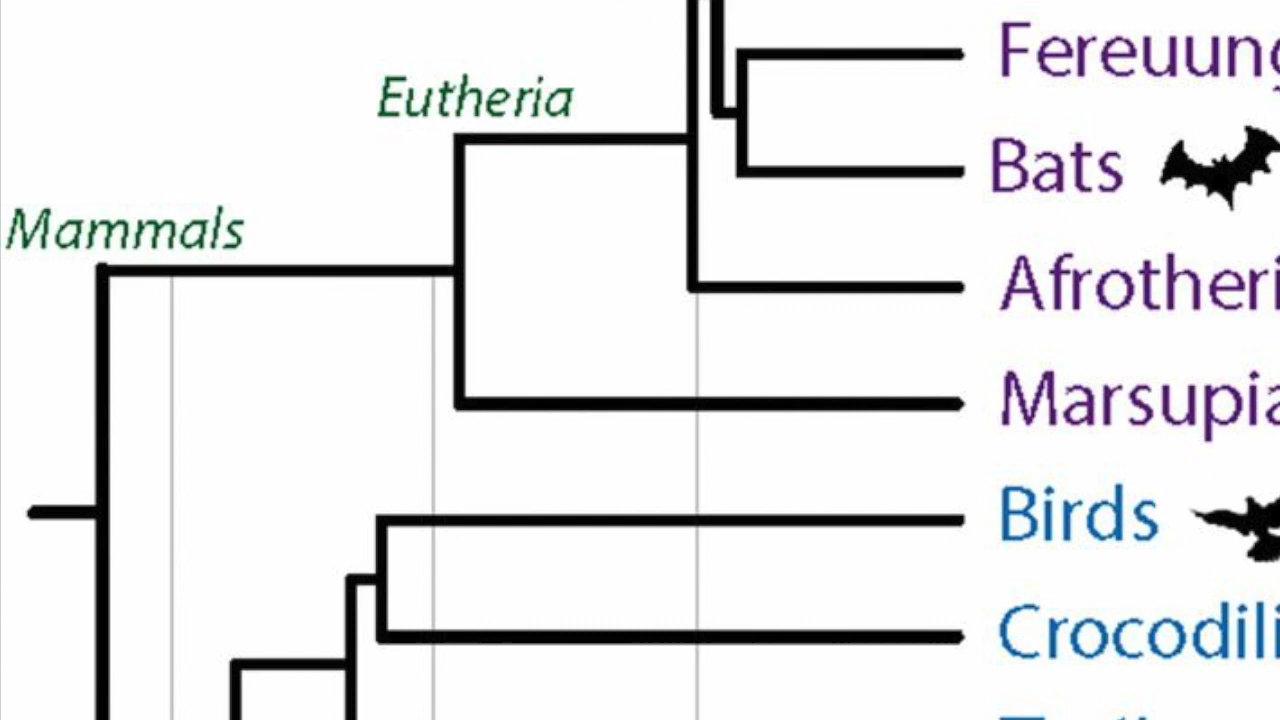 Fereuung
Eutheria
Bats
Mammals
Afrotheri
Marsupia
Birds
Crocodili